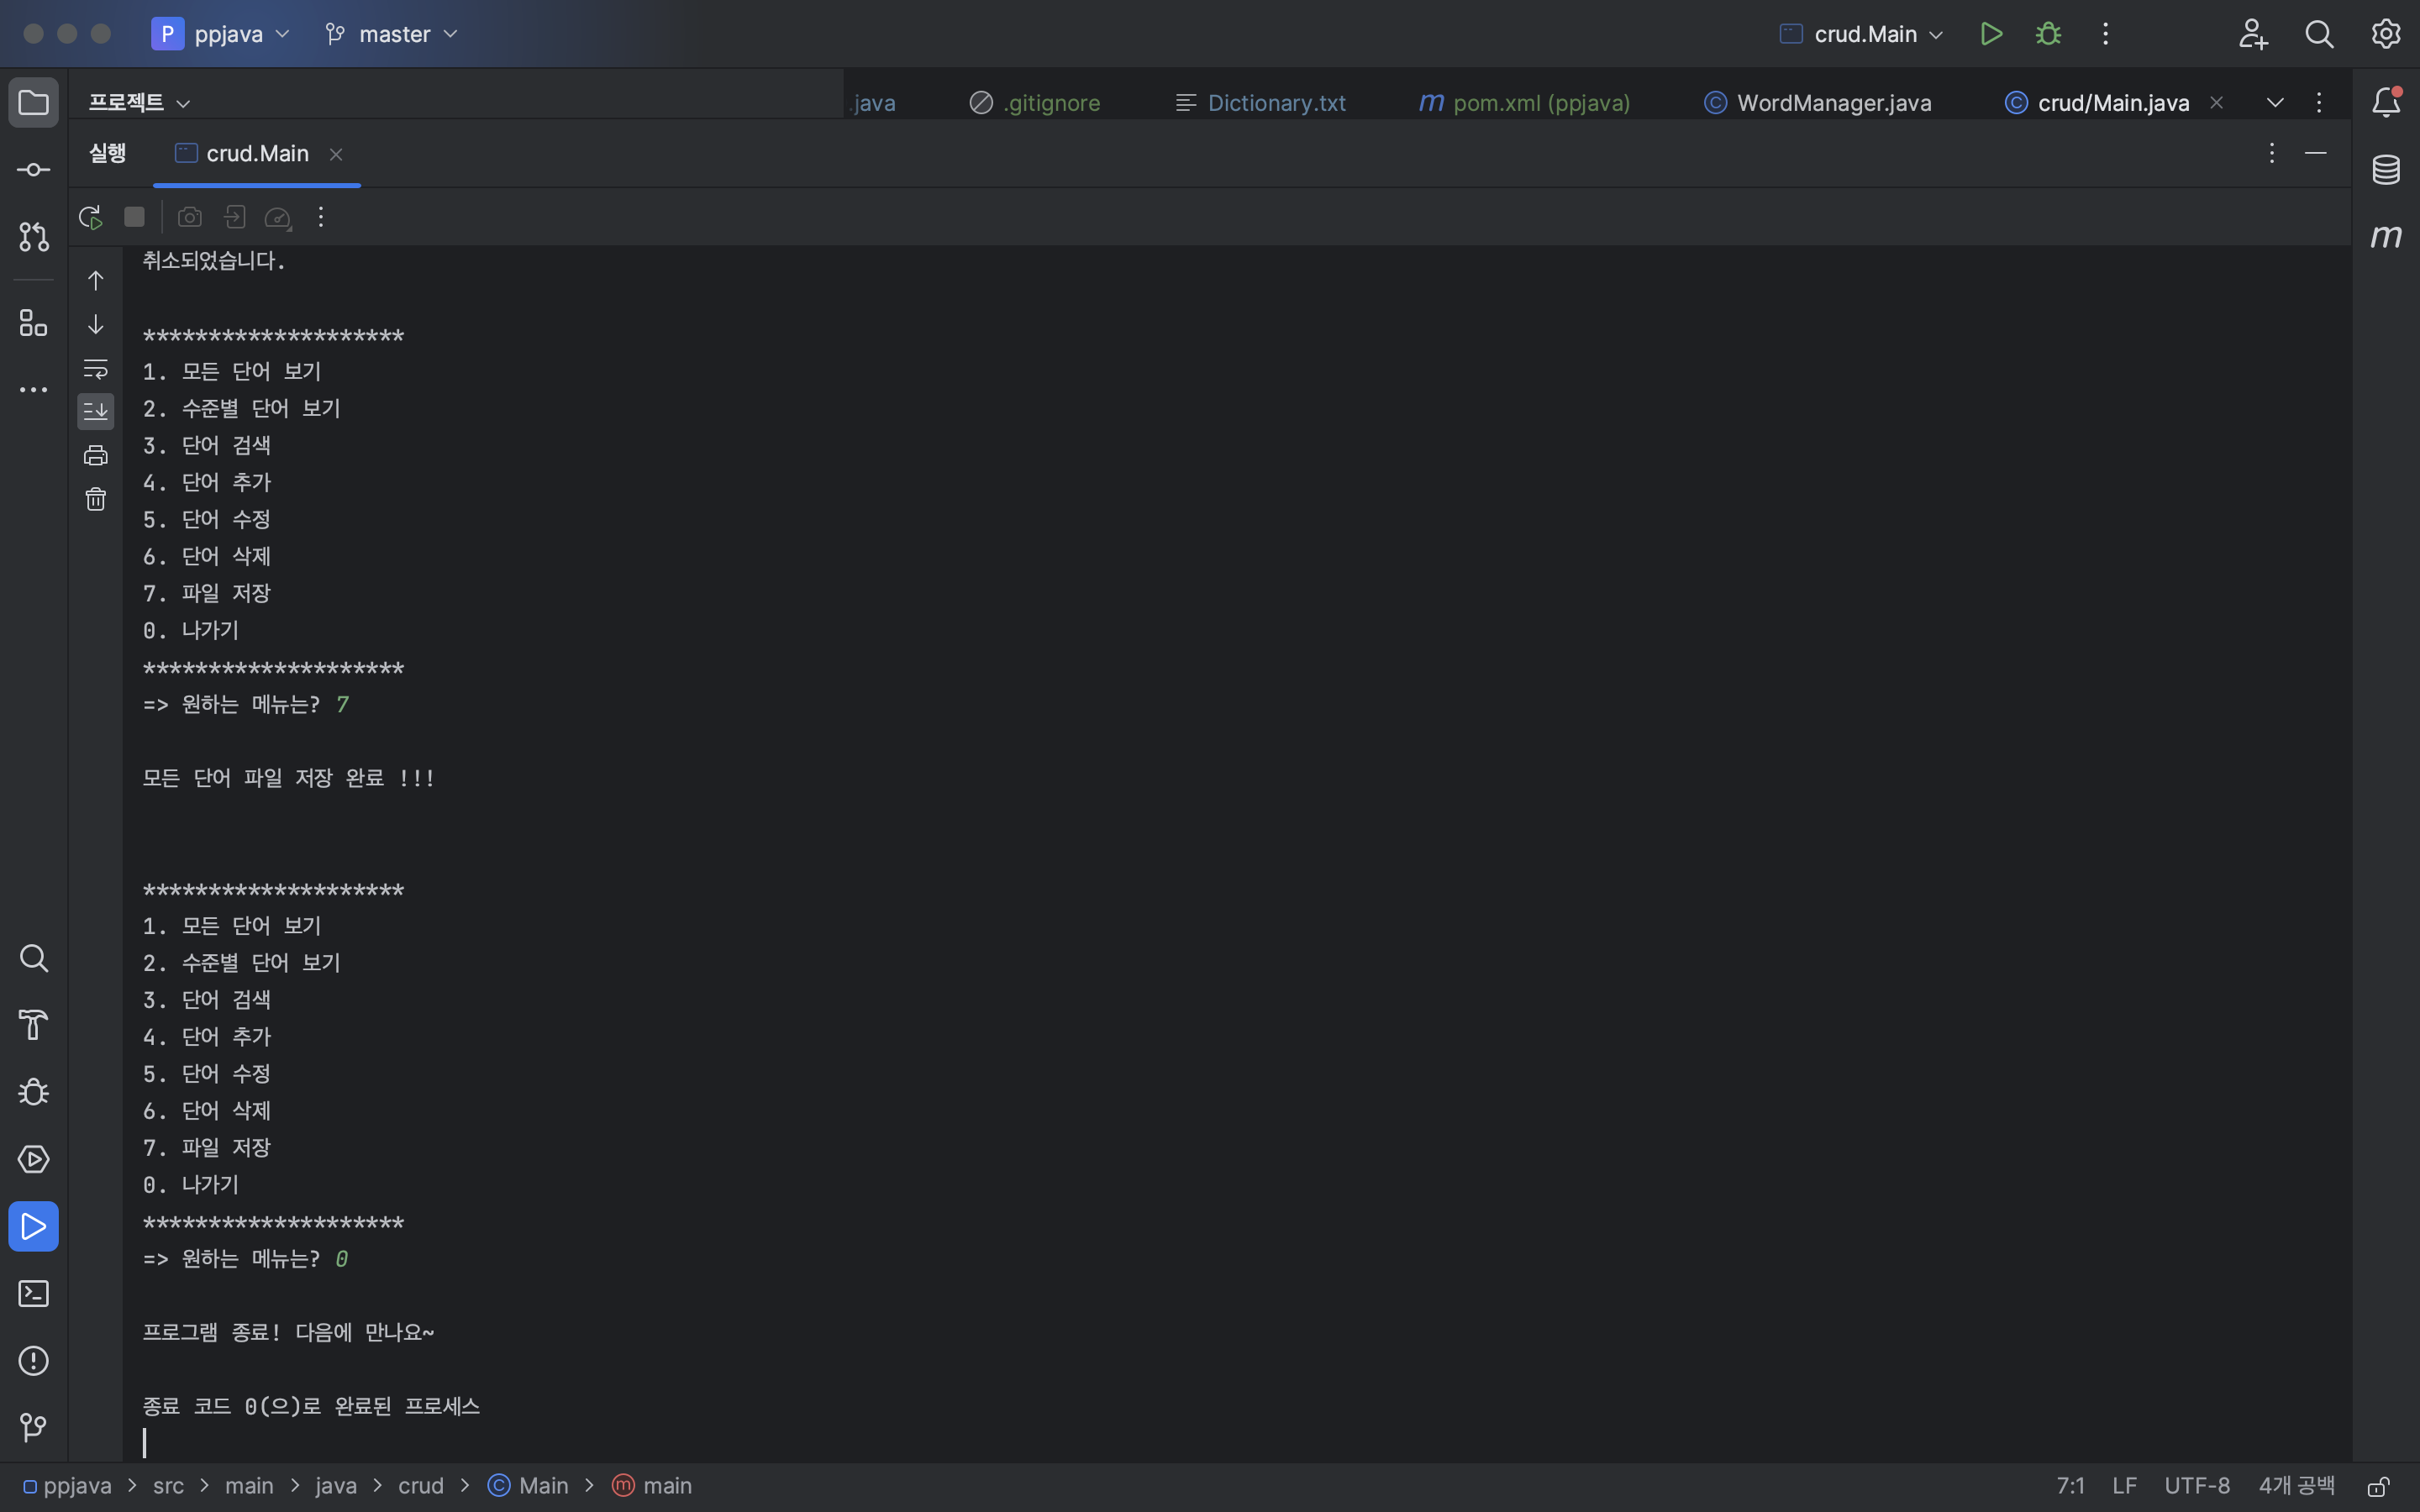 P ppjava master crud.Main
프로젝트 .java .gitignore Dictionary.txt m pom.xml (ppjava) C WordManager.java C crud/Main.java
실행 crud.Main
m
취소되었습니다.
********************
1. 모든 단어 보기
2. 수준별 단어 보기
3. 단어 검색
4. 단어 추가
5. 단어 수정
6. 단어 삭제
7. 파일 저장
0. 나가기
********************
=> 원하는 메뉴는? 7
모든 단어 파일 저장 완료 !!!
********************
1. 모든 단어 보기
2. 수준별 단어 보기
3. 단어 검색
4. 단어 추가
5. 단어 수정
6. 단어 삭제
7. 파일 저장
0. 나가기
********************
=> 원하는 메뉴는? 0
프로그램 종료! 다음에 만나요~
종료 코드 0(으)로 완료된 프로세스
ppjava > src > main > java > crud > C Main > m main 7:1 LF UTF-8 4개 공백